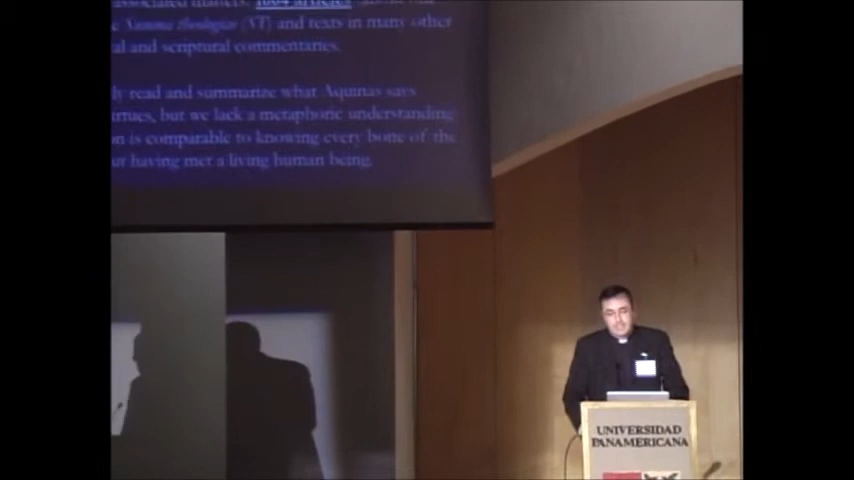 associated matters. 1004 articles
Summa theologiae (ST) and texts in many other
and scriptural commentaries.
read and summarize what Aquinas says
but we lack a metaphoric understanding
is comparable to knowing every bone of the
having met a living human being.
UNIVERSIDAD
PANAMERICANA